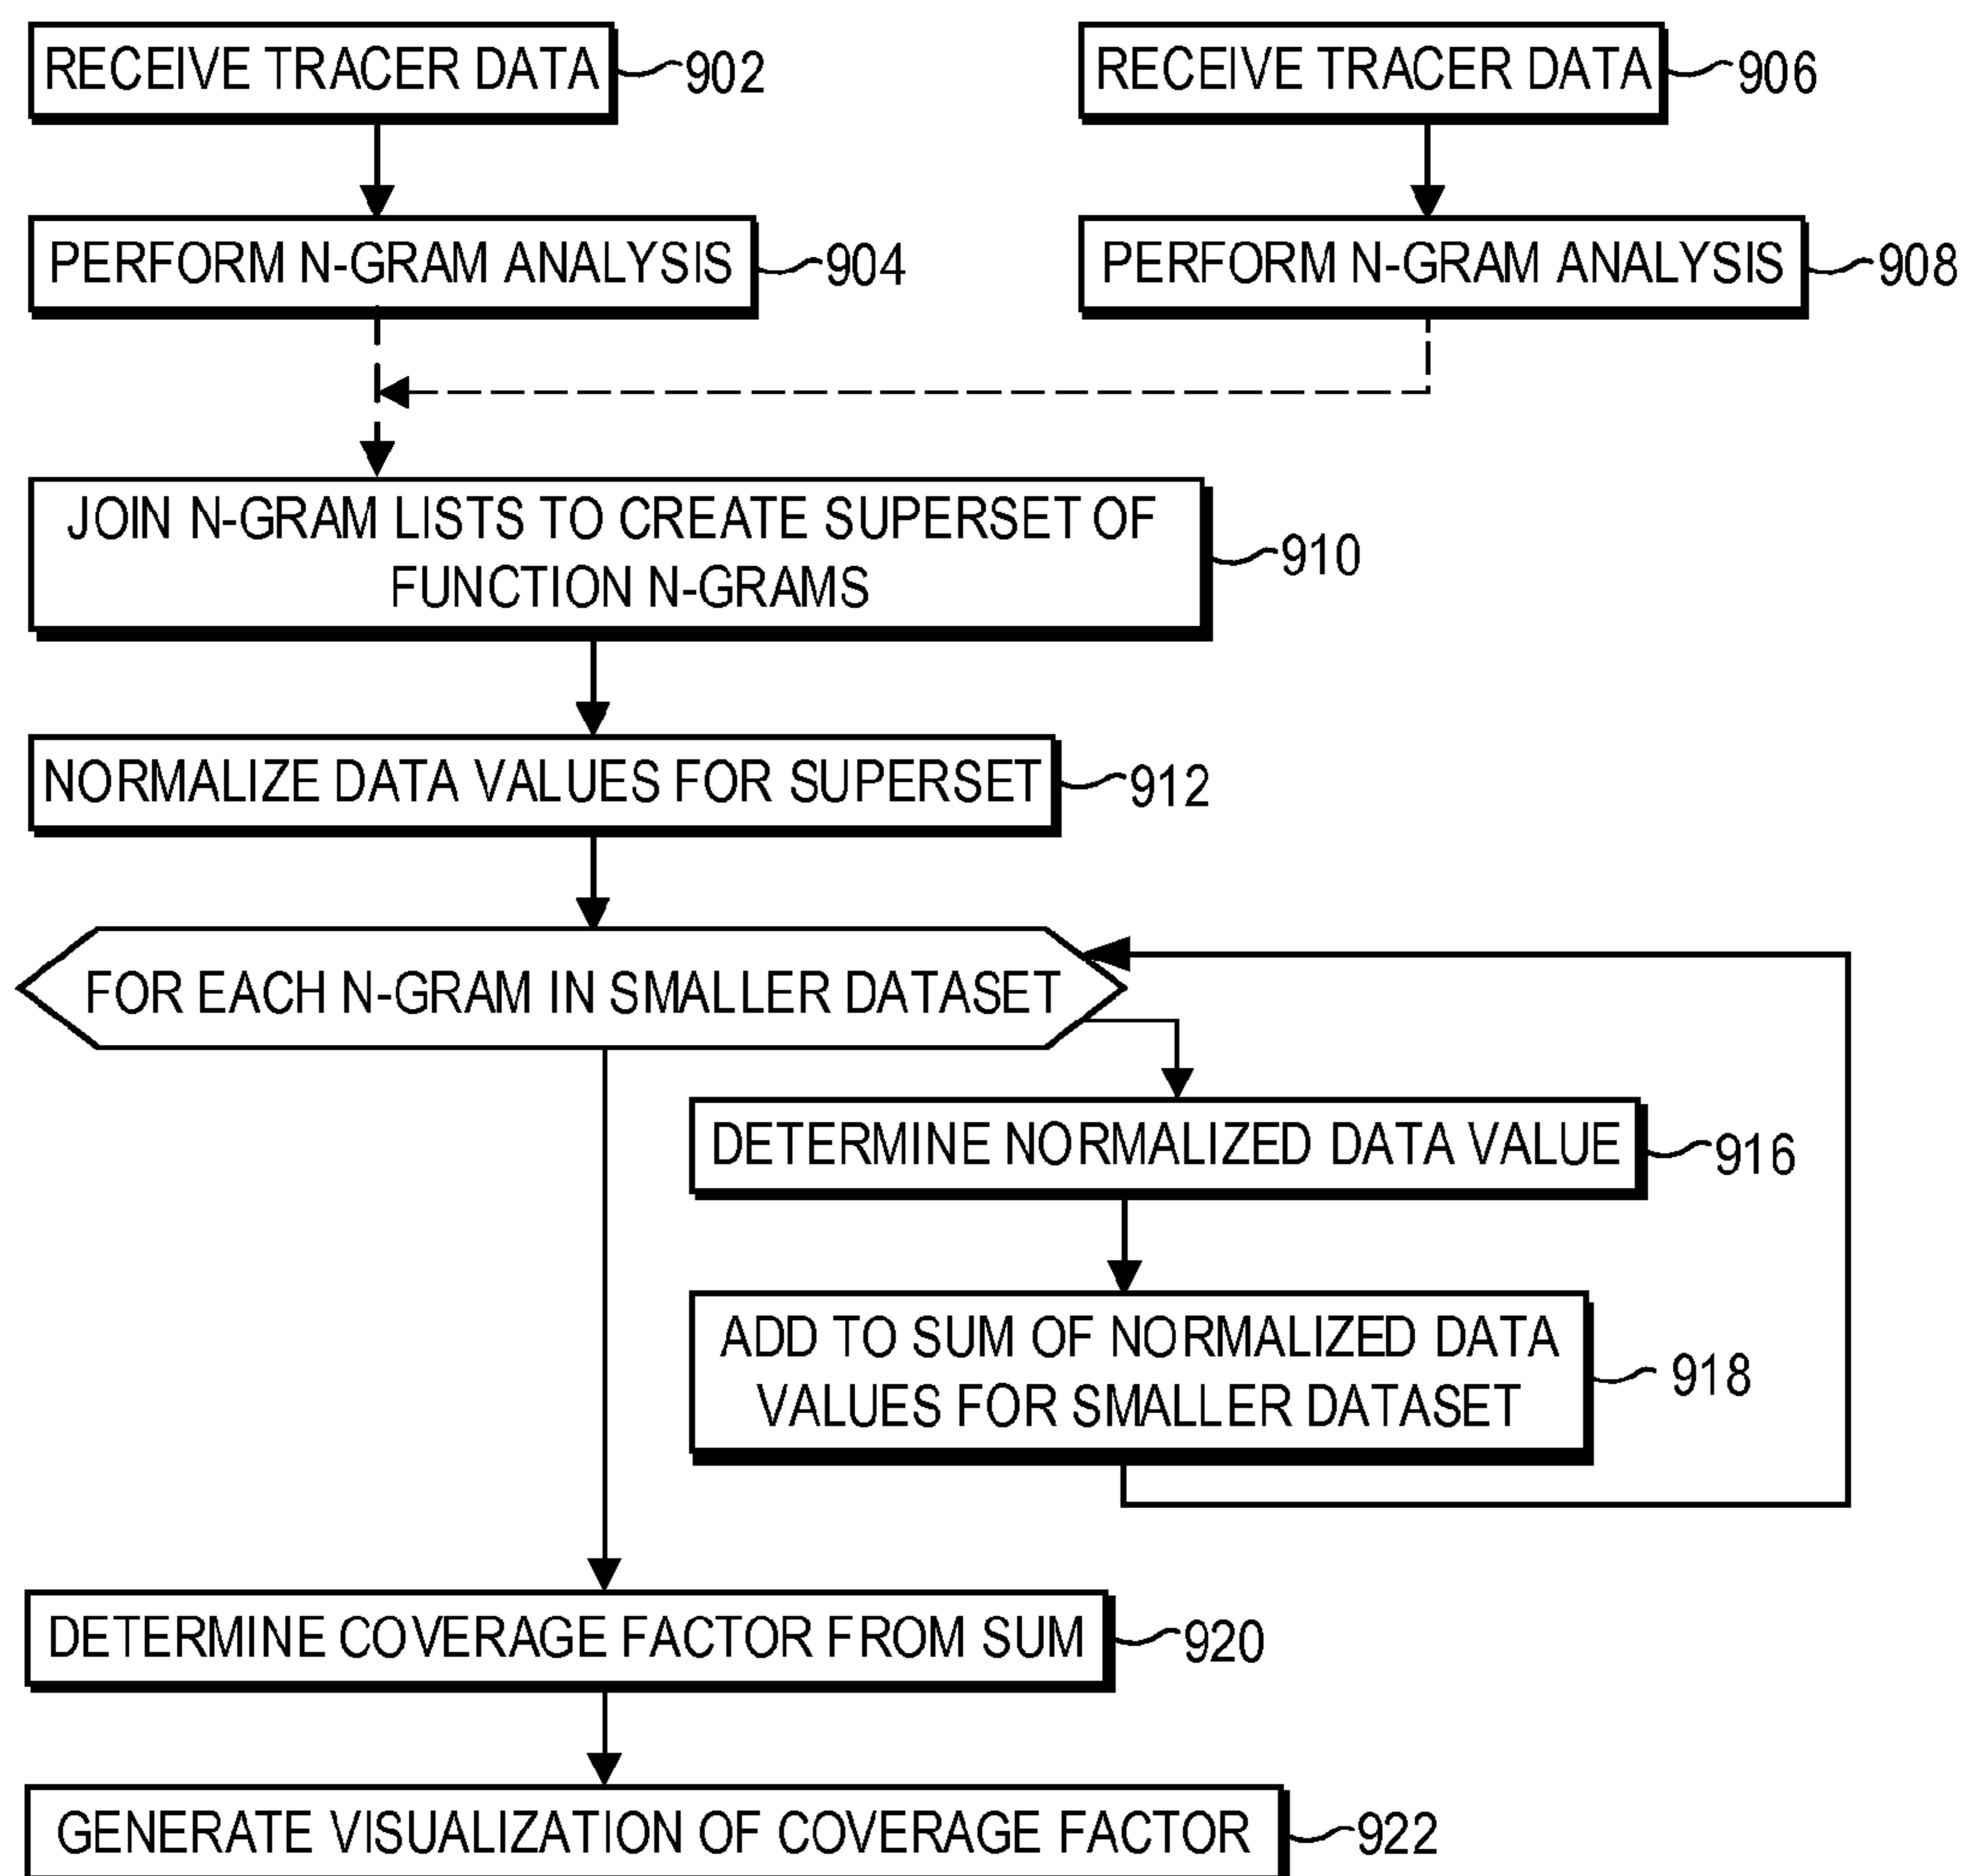 RECEIVE TRACER DATA 902
RECEIVE TRACER DATA 906
PERFORM N-GRAM ANALYSIS 904
PERFORM N-GRAM ANALYSIS 908
JOIN N-GRAM LISTS TO CREATE SUPERSET OF
FUNCTION N-GRAMS
910
NORMALIZE DATA VALUES FOR SUPERSET 912
FOR EACH N-GRAM IN SMALLER DATASET
DETERMINE NORMALIZED DATA VALUE 916
ADD TO SUM OF NORMALIZED DATA
VALUES FOR SMALLER DATASET
918
DETERMINE COVERAGE FACTOR FROM SUM 920
GENERATE VISUALIZATION OF COVERAGE FACTOR 922